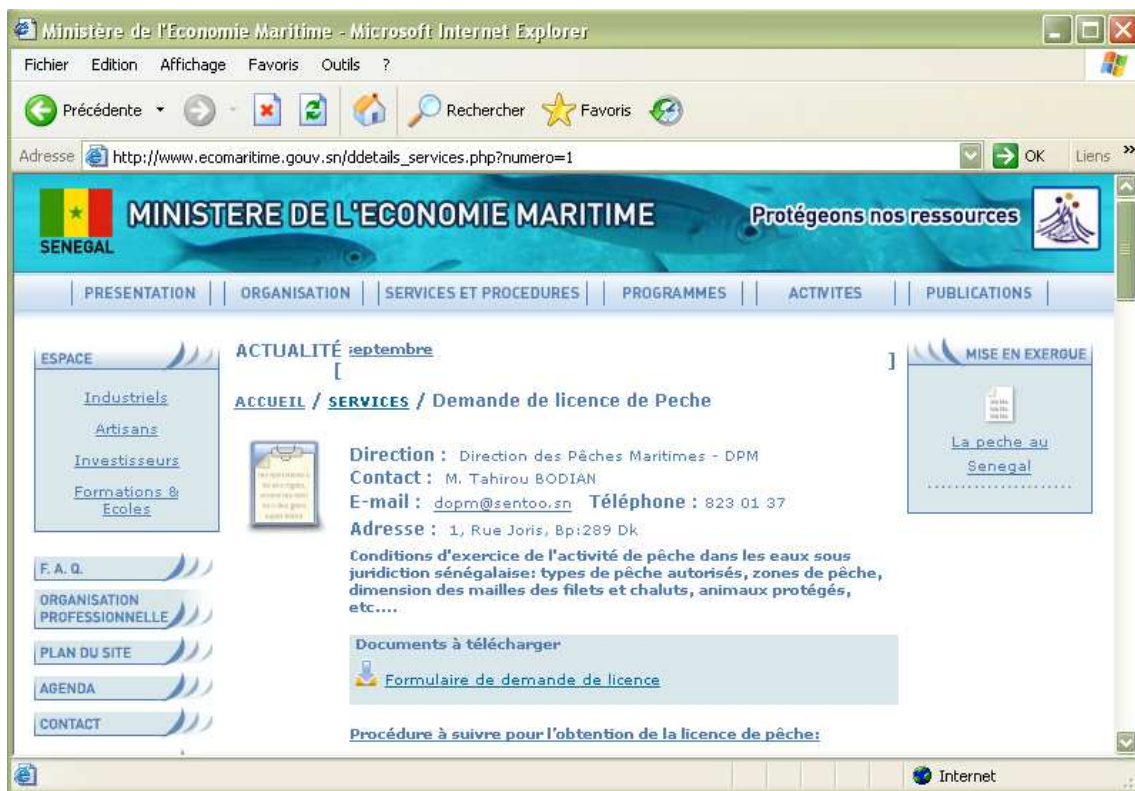 Ministère de l'Economie Maritime - Microsoft Internet Explorer
Fichier Edition Affichage Favoris Outils ?
Précédente Rechercher Favoris
Adresse http://www.ecomaritime.gouv.sn/ddetails_services.php?numero=1 OK Liens »
SENEGAL
MINISTERE DE L'ECONOMIE MARITIME
Protégeons nos ressources
PRESENTATION | ORGANISATION | SERVICES ET PROCEDURES | PROGRAMMES | ACTIVITES | PUBLICATIONS
ESPACE
Industriels
Artisans
Investisseurs
Formations &
Ecoles
F. A. Q.
ORGANISATION
PROFESSIONNELLE
PLAN DU SITE
AGENDA
CONTACT
ACTUALITÉ septembre
[ ]
ACCUEIL / SERVICES / Demande de licence de Peche
Direction : Direction des Pêches Maritimes - DPM
Contact : M. Tahirou BODIAN
E-mail : dopm@sentoo.sn Téléphone : 823 01 37
Adresse : 1, Rue Joris, Bp:289 Dk
Conditions d'exercice de l'activité de pêche dans les eaux sous
juridiction sénégalaise: types de pêche autorisés, zones de pêche,
dimension des mailles des filets et chaluts, animaux protégés,
etc....
Documents à télécharger
Formulaire de demande de licence
Procédure à suivre pour l'obtention de la licence de pêche:
MISE EN EXERGUE
La peche au
Senegal
Internet